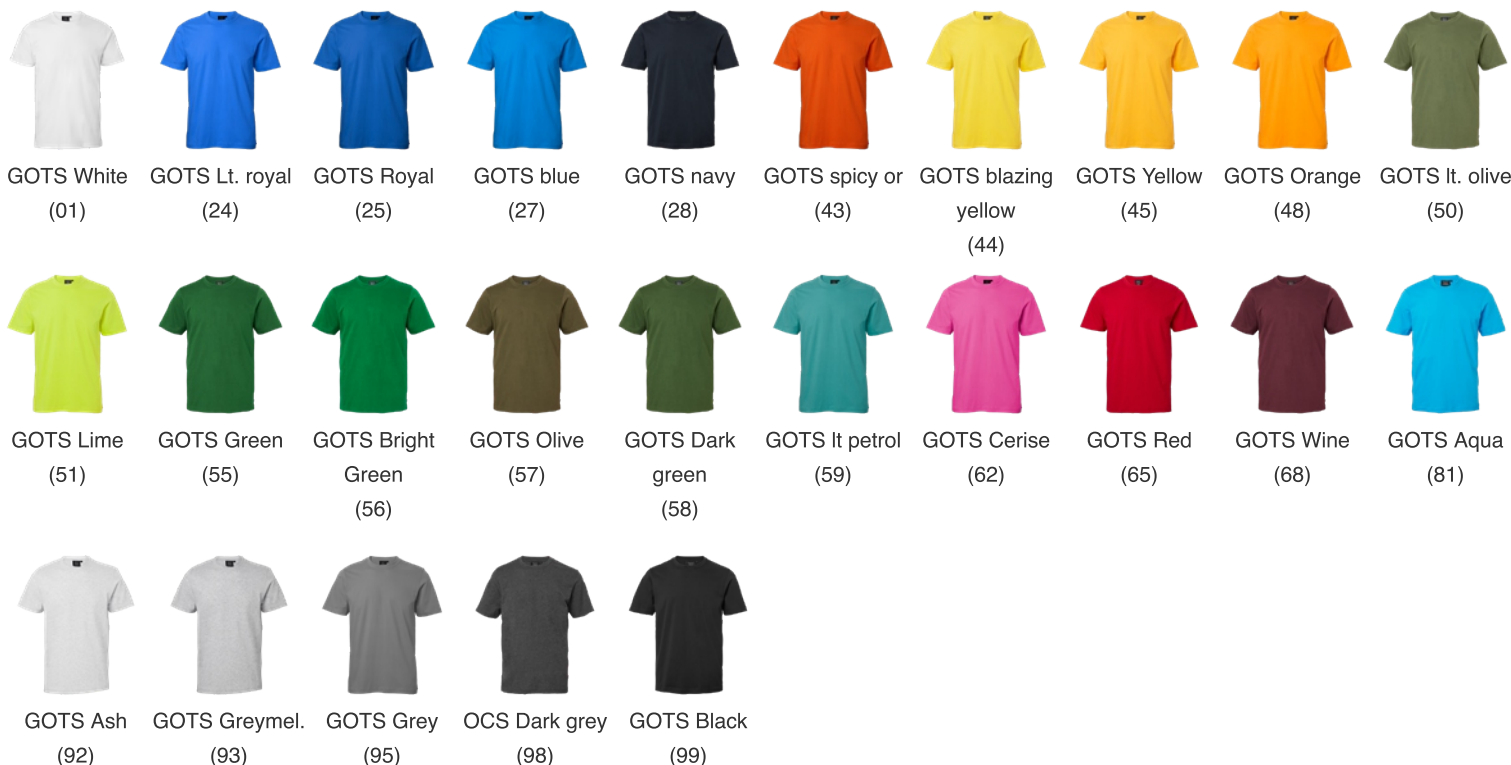 GOTS White
(01)
GOTS Lt. royal
(24)
GOTS Royal
(25)
GOTS blue
(27)
GOTS navy
(28)
GOTS spicy or
(43)
GOTS blazing
yellow
(44)
GOTS Yellow
(45)
GOTS Orange
(48)
GOTS lt. olive
(50)
GOTS Lime
(51)
GOTS Green
(55)
GOTS Bright
Green
(56)
GOTS Olive
(57)
GOTS Dark
green
(58)
GOTS lt petrol
(59)
GOTS Cerise
(62)
GOTS Red
(65)
GOTS Wine
(68)
GOTS Aqua
(81)
GOTS Ash
(92)
GOTS Greymel.
(93)
GOTS Grey
(95)
OCS Dark grey
(98)
GOTS Black
(99)